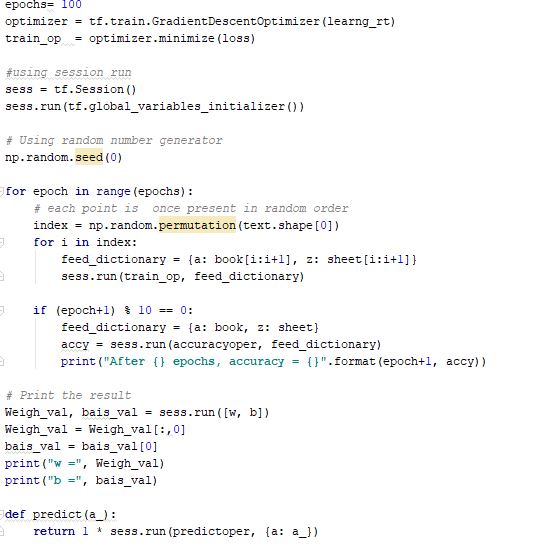 epochs= 100
optimizer = tf.train.GradientDescentOptimizer(learng_rt)
train_op  = optimizer.minimize(loss)

#using session run
sess = tf.Session()
sess.run(tf.global_variables_initializer())

# Using random number generator
np.random.seed(0)

for epoch in range(epochs):
    # each point is  once present in random order
    index = np.random.permutation(text.shape[0])
    for i in index:
        feed_dictionary = {a: book[i:i+1], z: sheet[i:i+1]}
        sess.run(train_op, feed_dictionary)

    if (epoch+1) % 10 == 0:
        feed_dictionary = {a: book, z: sheet}
        accy = sess.run(accuracyoper, feed_dictionary)
        print("After {} epochs, accuracy = {}".format(epoch+1, accy))

# Print the result
Weigh_val, bais_val = sess.run([w, b])
Weigh_val = Weigh_val[:,0]
bais_val = bais_val[0]
print("w =", Weigh_val)
print("b =", bais_val)

def predict(a_):
    return 1 * sess.run(predictoper, {a: a_})